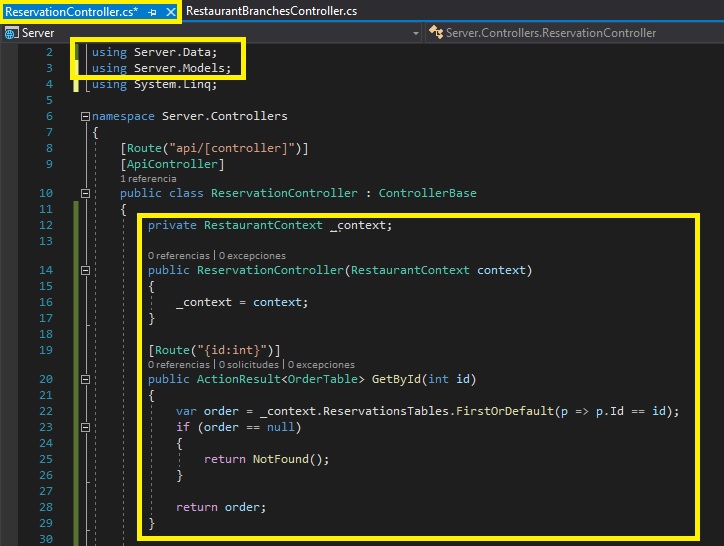 ReservationController.cs*
RestaurantBranchesController.cs
Server
Server.Controllers.ReservationController
2 using Server.Data;
3 using Server.Models;
4 using System.Linq;
5
6 namespace Server.Controllers
7 {
8 [Route("api/[controller]")]
9 [ApiController]
1 referencia
10 public class ReservationController : ControllerBase
11 {
12 private RestaurantContext _context;
13
0 referencias | 0 excepciones
14 public ReservationController(RestaurantContext context)
15 {
16 _context = context;
17 }
18
19 [Route("{id:int}")]
0 referencias | 0 solicitudes | 0 excepciones
20 public ActionResult<OrderTable> GetById(int id)
21 {
22 var order = _context.ReservationsTables.FirstOrDefault(p => p.Id == id);
23 if (order == null)
24 {
25 return NotFound();
26 }
27
28 return order;
29 }
30